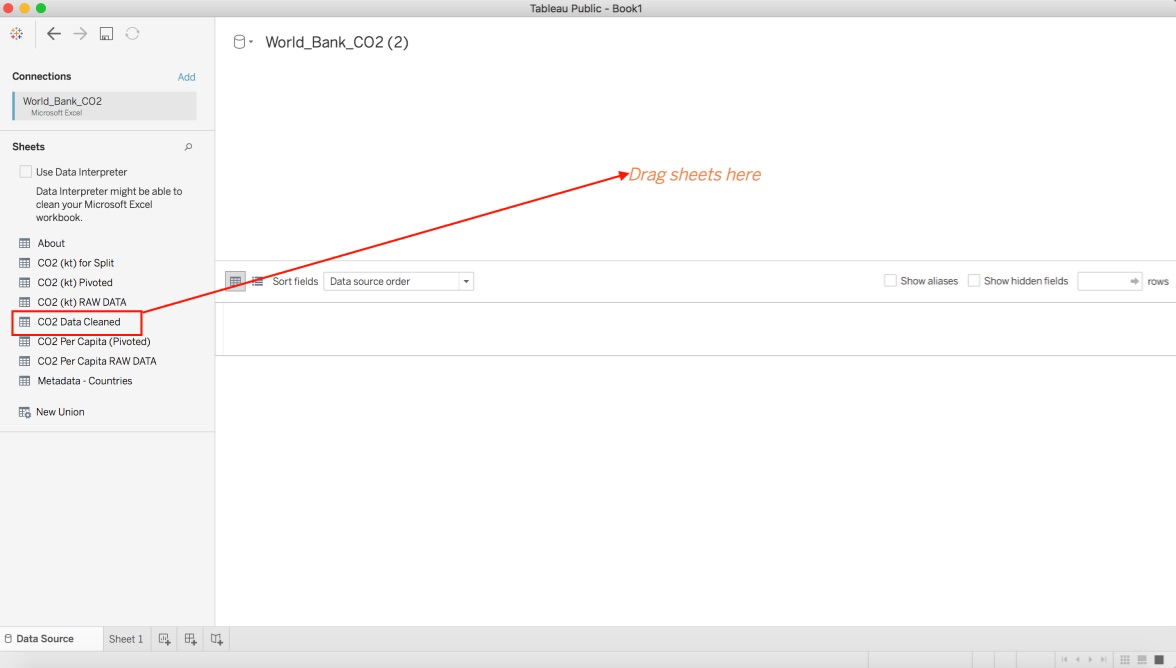 Tableau Public - Book1
World_Bank_CO2 (2)
Connections
Add
World_Bank_CO2
Microsoft Excel
Sheets
Use Data Interpreter
Data Interpreter might be able to
clean your Microsoft Excel
workbook.
About
CO2 (kt) for Split
CO2 (kt) Pivoted
CO2 (kt) RAW DATA
CO2 Data Cleaned
CO2 Per Capita (Pivoted)
CO2 Per Capita RAW DATA
Metadata - Countries
New Union
Drag sheets here
Sort fields
Data source order
Show aliases
Show hidden fields
rows
Data Source
Sheet 1